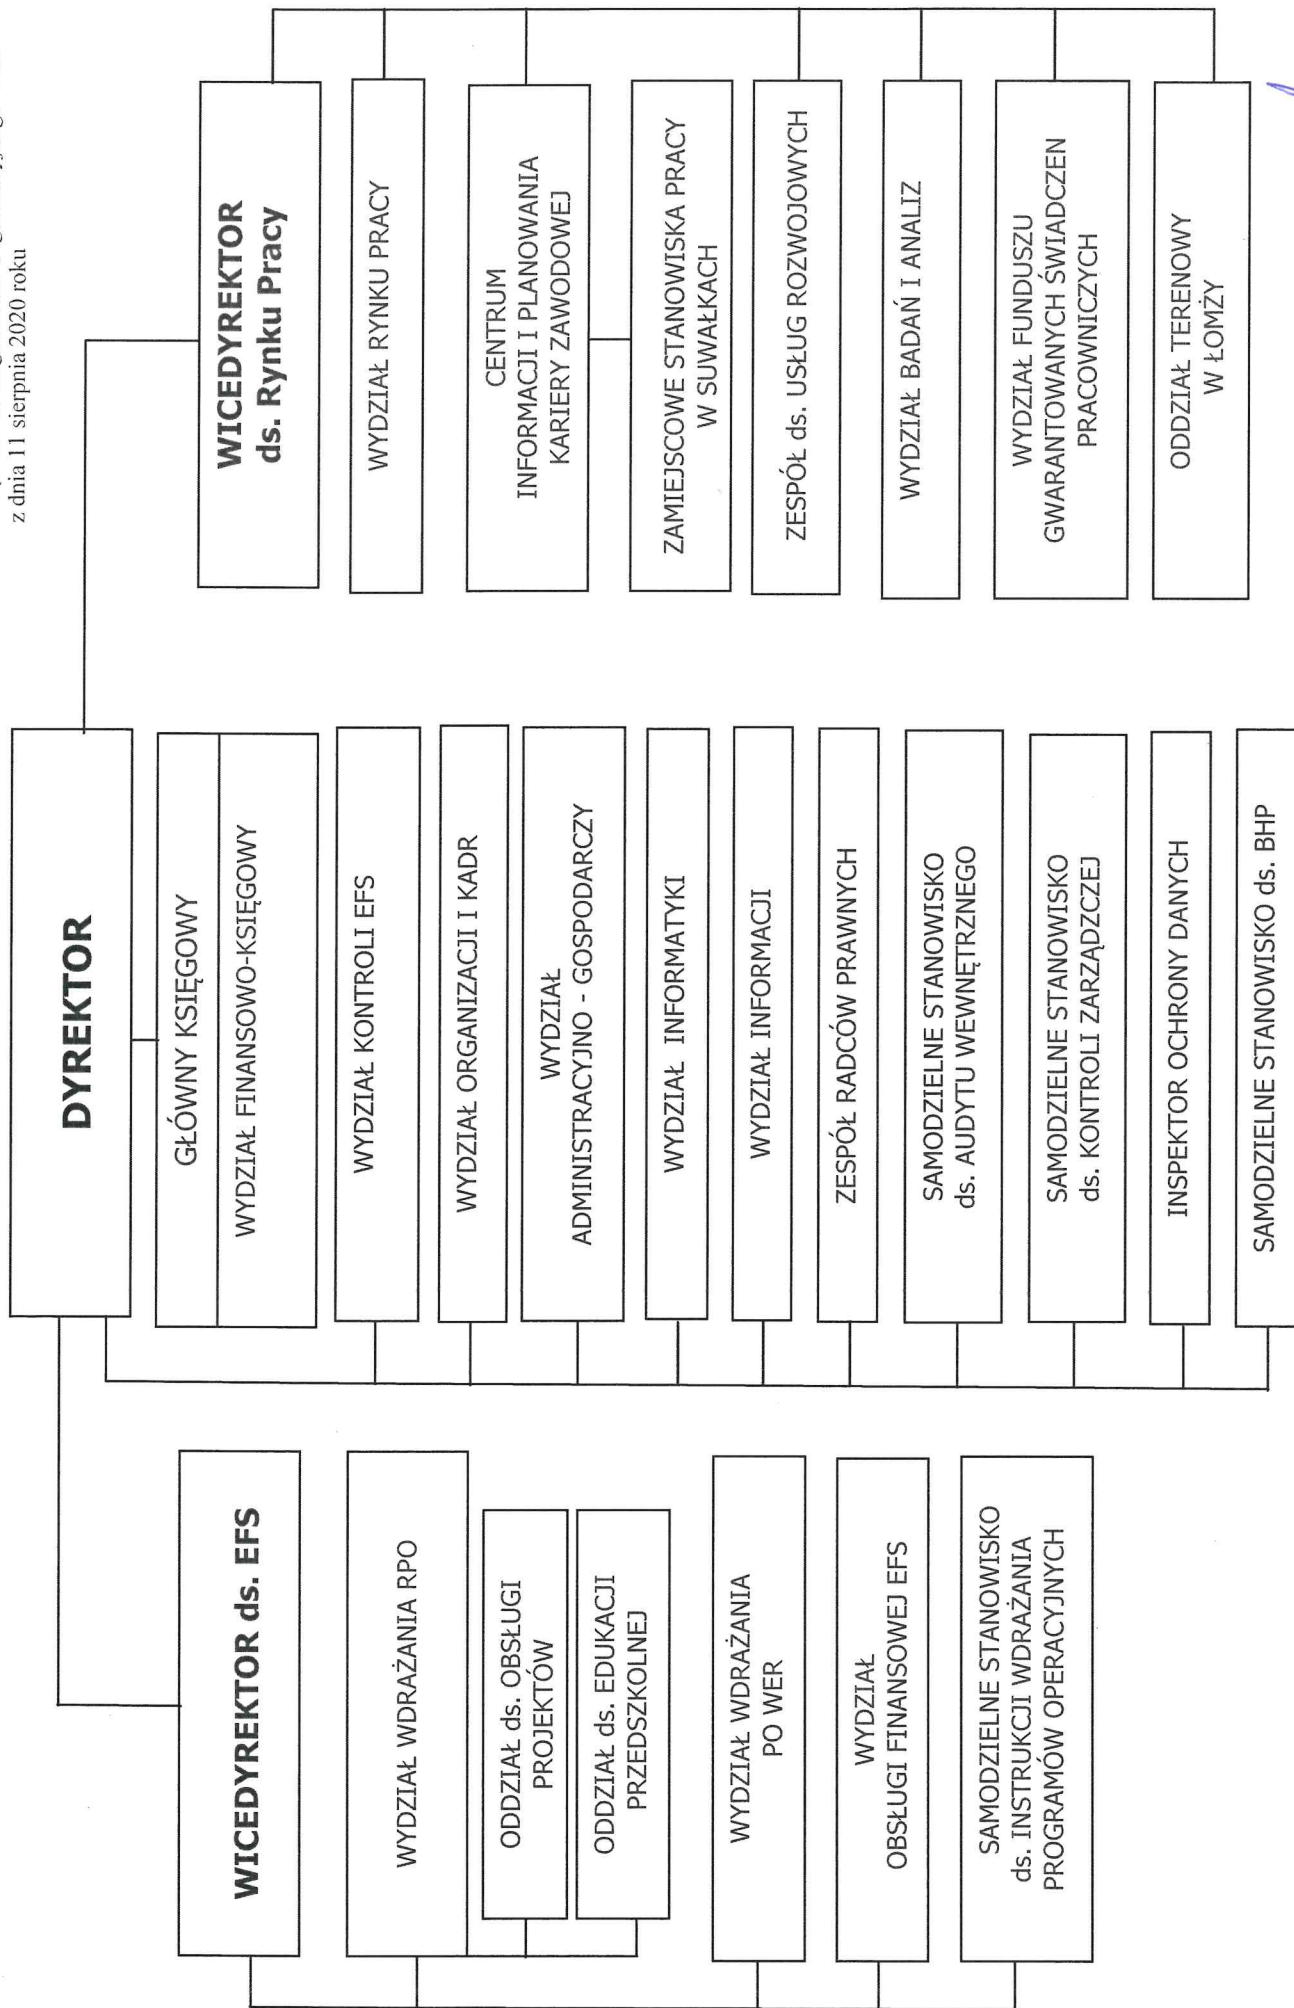 z dnia 11 sierpnia 2020 roku
DYREKTOR
WICEDYREKTOR ds. EFS
WYDZIAŁ WDRAŻANIA RPO
ODDZIAŁ ds. OBSŁUGI
PROJEKTÓW
ODDZIAŁ ds. EDUKACJI
PRZEDSZKOLNEJ
WYDZIAŁ WDRAŻANIA
PO WER
WYDZIAŁ
OBSŁUGI FINANSOWEJ EFS
SAMODZIELNE STANOWISKO
ds. INSTRUKCJI WDRAŻANIA
PROGRAMÓW OPERACYJNYCH
GŁÓWNY KSIĘGOWY
WYDZIAŁ FINANSOWO-KSIĘGOWY
WYDZIAŁ KONTROLI EFS
WYDZIAŁ ORGANIZACJI I KADR
WYDZIAŁ
ADMINISTRACYJNO - GOSPODARCZY
WYDZIAŁ INFORMATYKI
WYDZIAŁ INFORMACJI
ZESPÓŁ RADCÓW PRAWNYCH
SAMODZIELNE STANOWISKO
ds. AUDYTU WEWNĘTRZNEGO
SAMODZIELNE STANOWISKO
ds. KONTROLI ZARZĄDZCZEJ
INSPEKTOR OCHRONY DANYCH
SAMODZIELNE STANOWISKO ds. BHP
WICEDYREKTOR
ds. Rynku Pracy
WYDZIAŁ RYNKU PRACY
CENTRUM
INFORMACJI I PLANOWANIA
KARIERY ZAWODOWEJ
ZAMIEJSCOWE STANOWISKA PRACY
W SUWAŁKACH
ZESPÓŁ ds. USŁUG ROZWOJOWYCH
WYDZIAŁ BADAŃ I ANALIZ
WYDZIAŁ FUNDUSZU
GWARANTOWANYCH ŚWIADCZEN
PRACOWNICZYCH
ODDZIAŁ TERENOWY
W ŁOMŻY